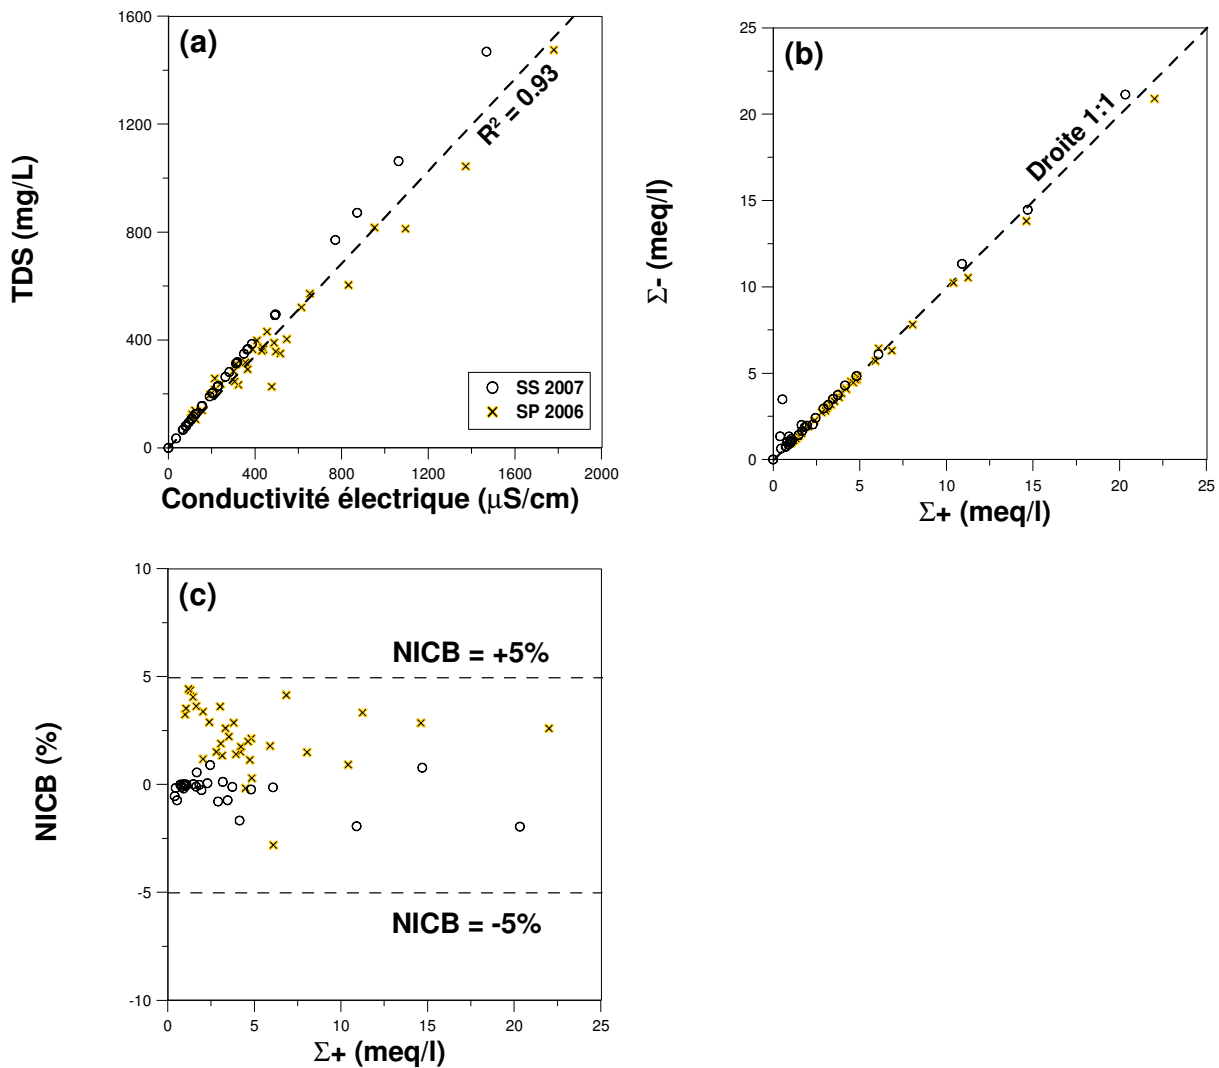 (a)
1600
1200
800
400
0
TDS (mg/L)
R² = 0.93
SS 2007
SP 2006
0 400 800 1200 1600 2000
Conductivité électrique (μS/cm)
(b)
25
20
15
10
5
0
Σ- (meq/l)
Droite 1:1
0 5 10 15 20 25
Σ+ (meq/l)
(c)
10
5
0
-5
-10
NICB (%)
NICB = +5%
NICB = -5%
0 5 10 15 20 25
Σ+ (meq/l)